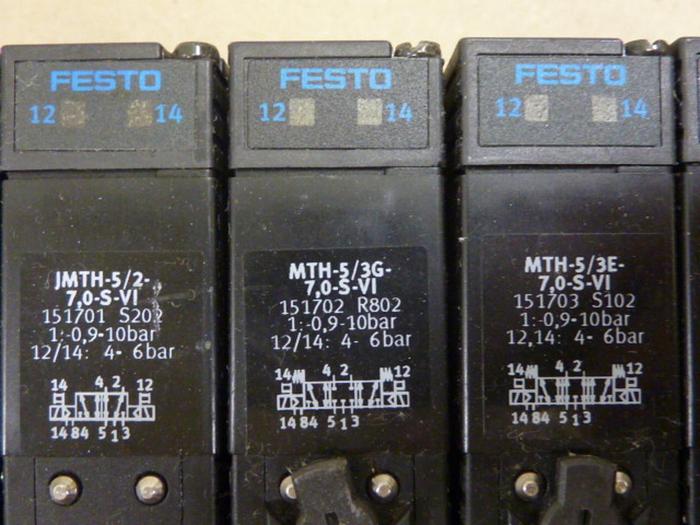 FESTO
12 14
JMTH-5/2-
7,0-S-VI
151701 S202
1:-0,9-10bar
12/14: 4- 6bar
14 4 2 12
14 84 5 1 3
FESTO
12 14
MTH-5/3G-
7,0-S-VI
151702 R802
1:-0,9-10bar
12/14: 4- 6bar
14 4 2 12
14 84 5 1 3
FESTO
12 14
MTH-5/3E-
7,0-S-VI
151703 S102
1:-0,9-10bar
12,14: 4- 6bar
14 4 2 12
14 84 5 1 3